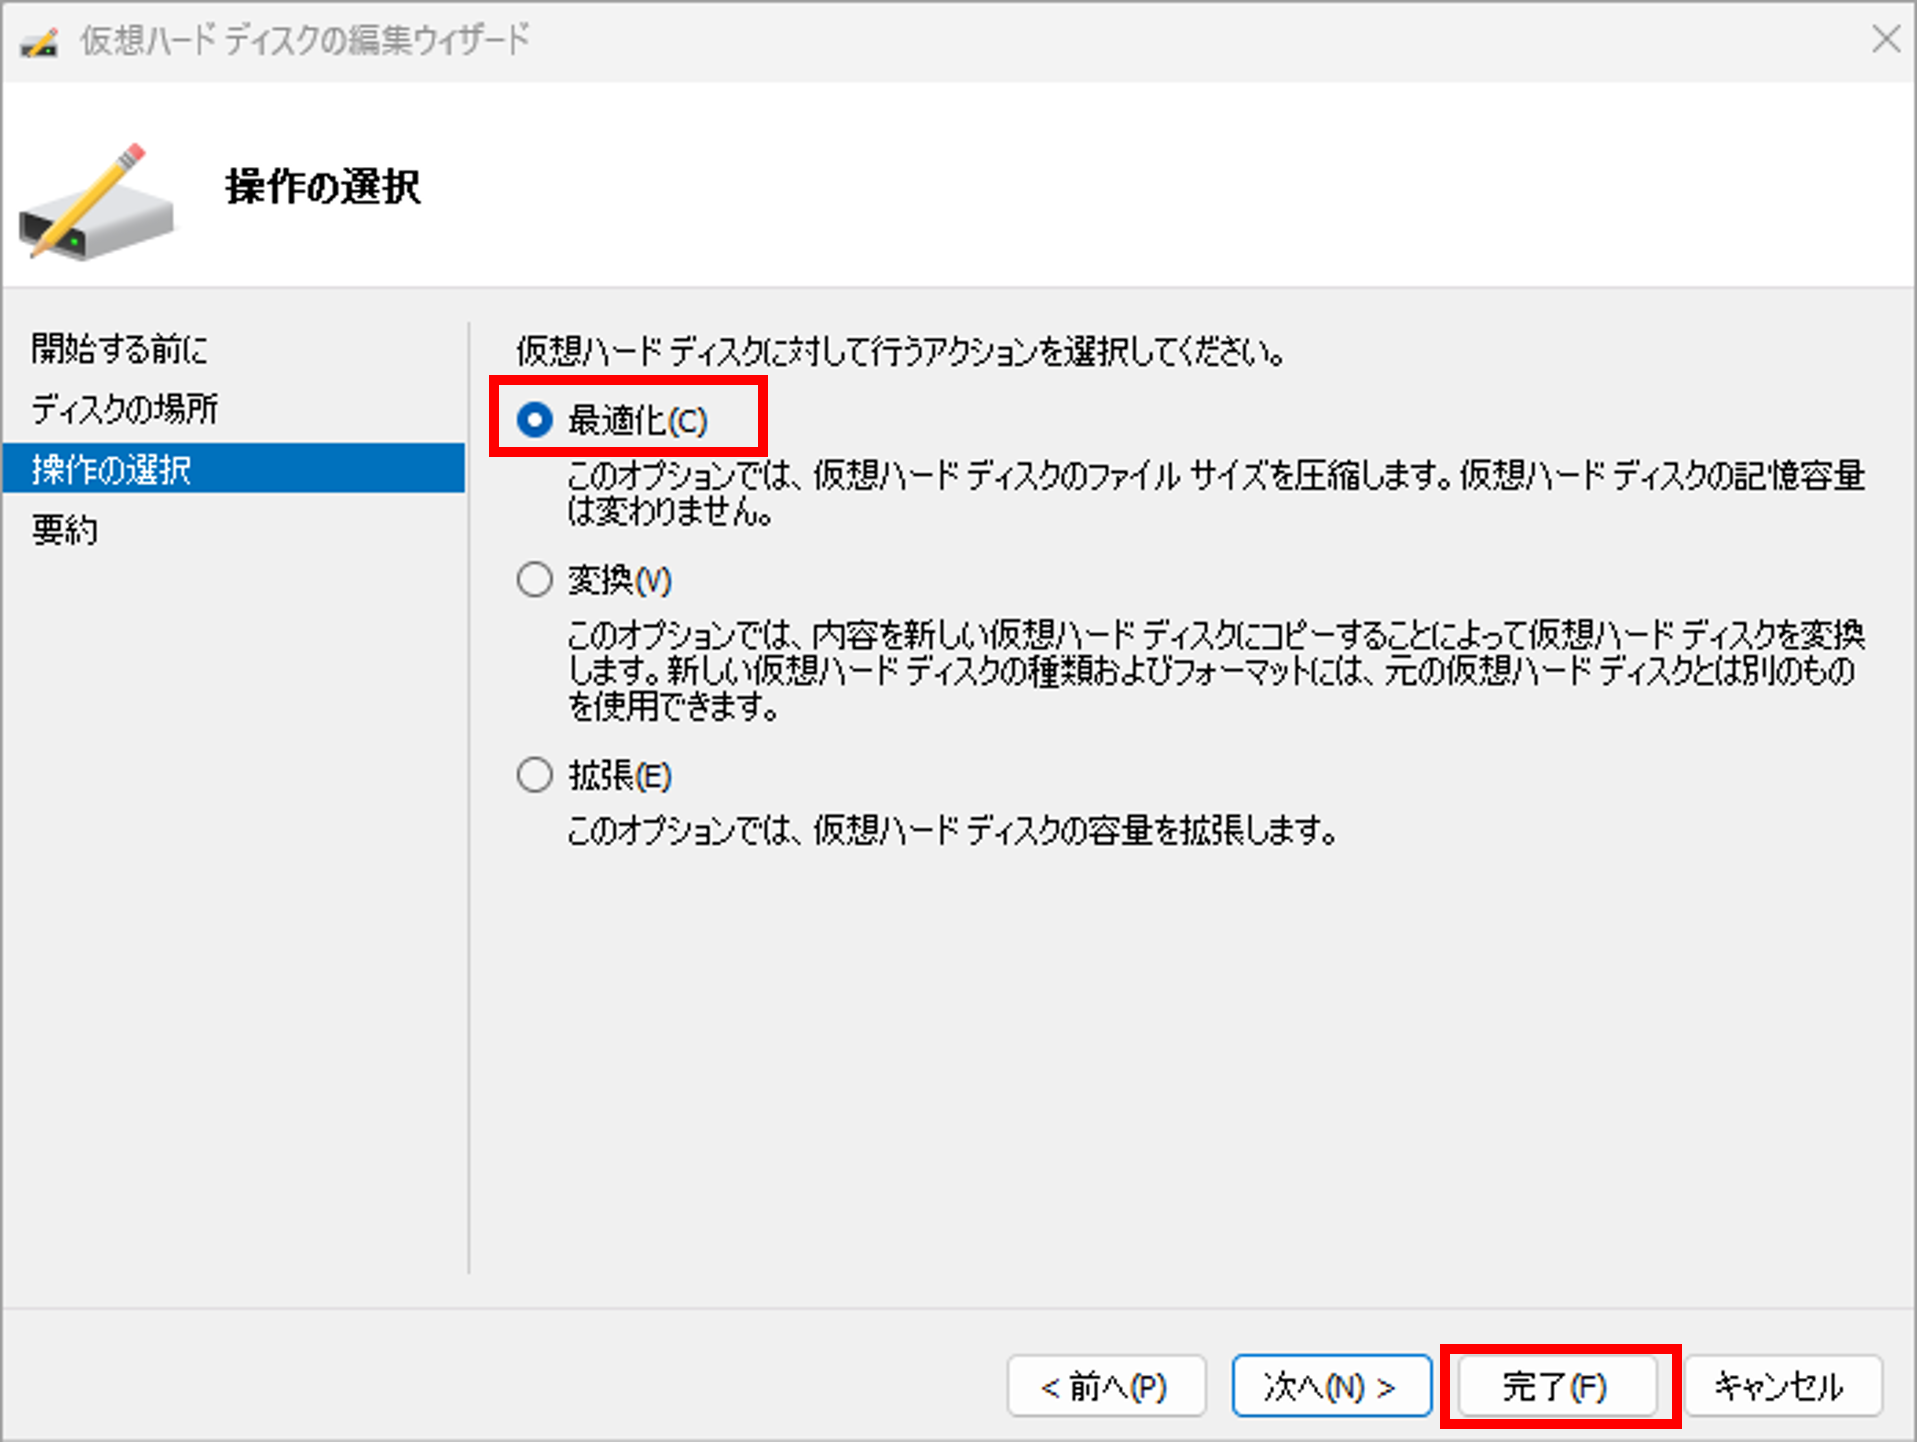 仮想ハード ディスクの編集ウィザード
操作の選択
開始する前に
ディスクの場所
操作の選択
要約
仮想ハード ディスクに対して行うアクションを選択してください。
最適化(C)
このオプションでは、仮想ハード ディスクのファイル サイズを圧縮します。仮想ハード ディスクの記憶容量
は変わりません。
変換(V)
このオプションでは、内容を新しい仮想ハード ディスクにコピーすることによって仮想ハード ディスクを変換
します。新しい仮想ハード ディスクの種類およびフォーマットには、元の仮想ハード ディスクとは別のもの
を使用できます。
拡張(E)
このオプションでは、仮想ハード ディスクの容量を拡張します。
< 前へ(P)
次へ(N) >
完了(F)
キャンセル